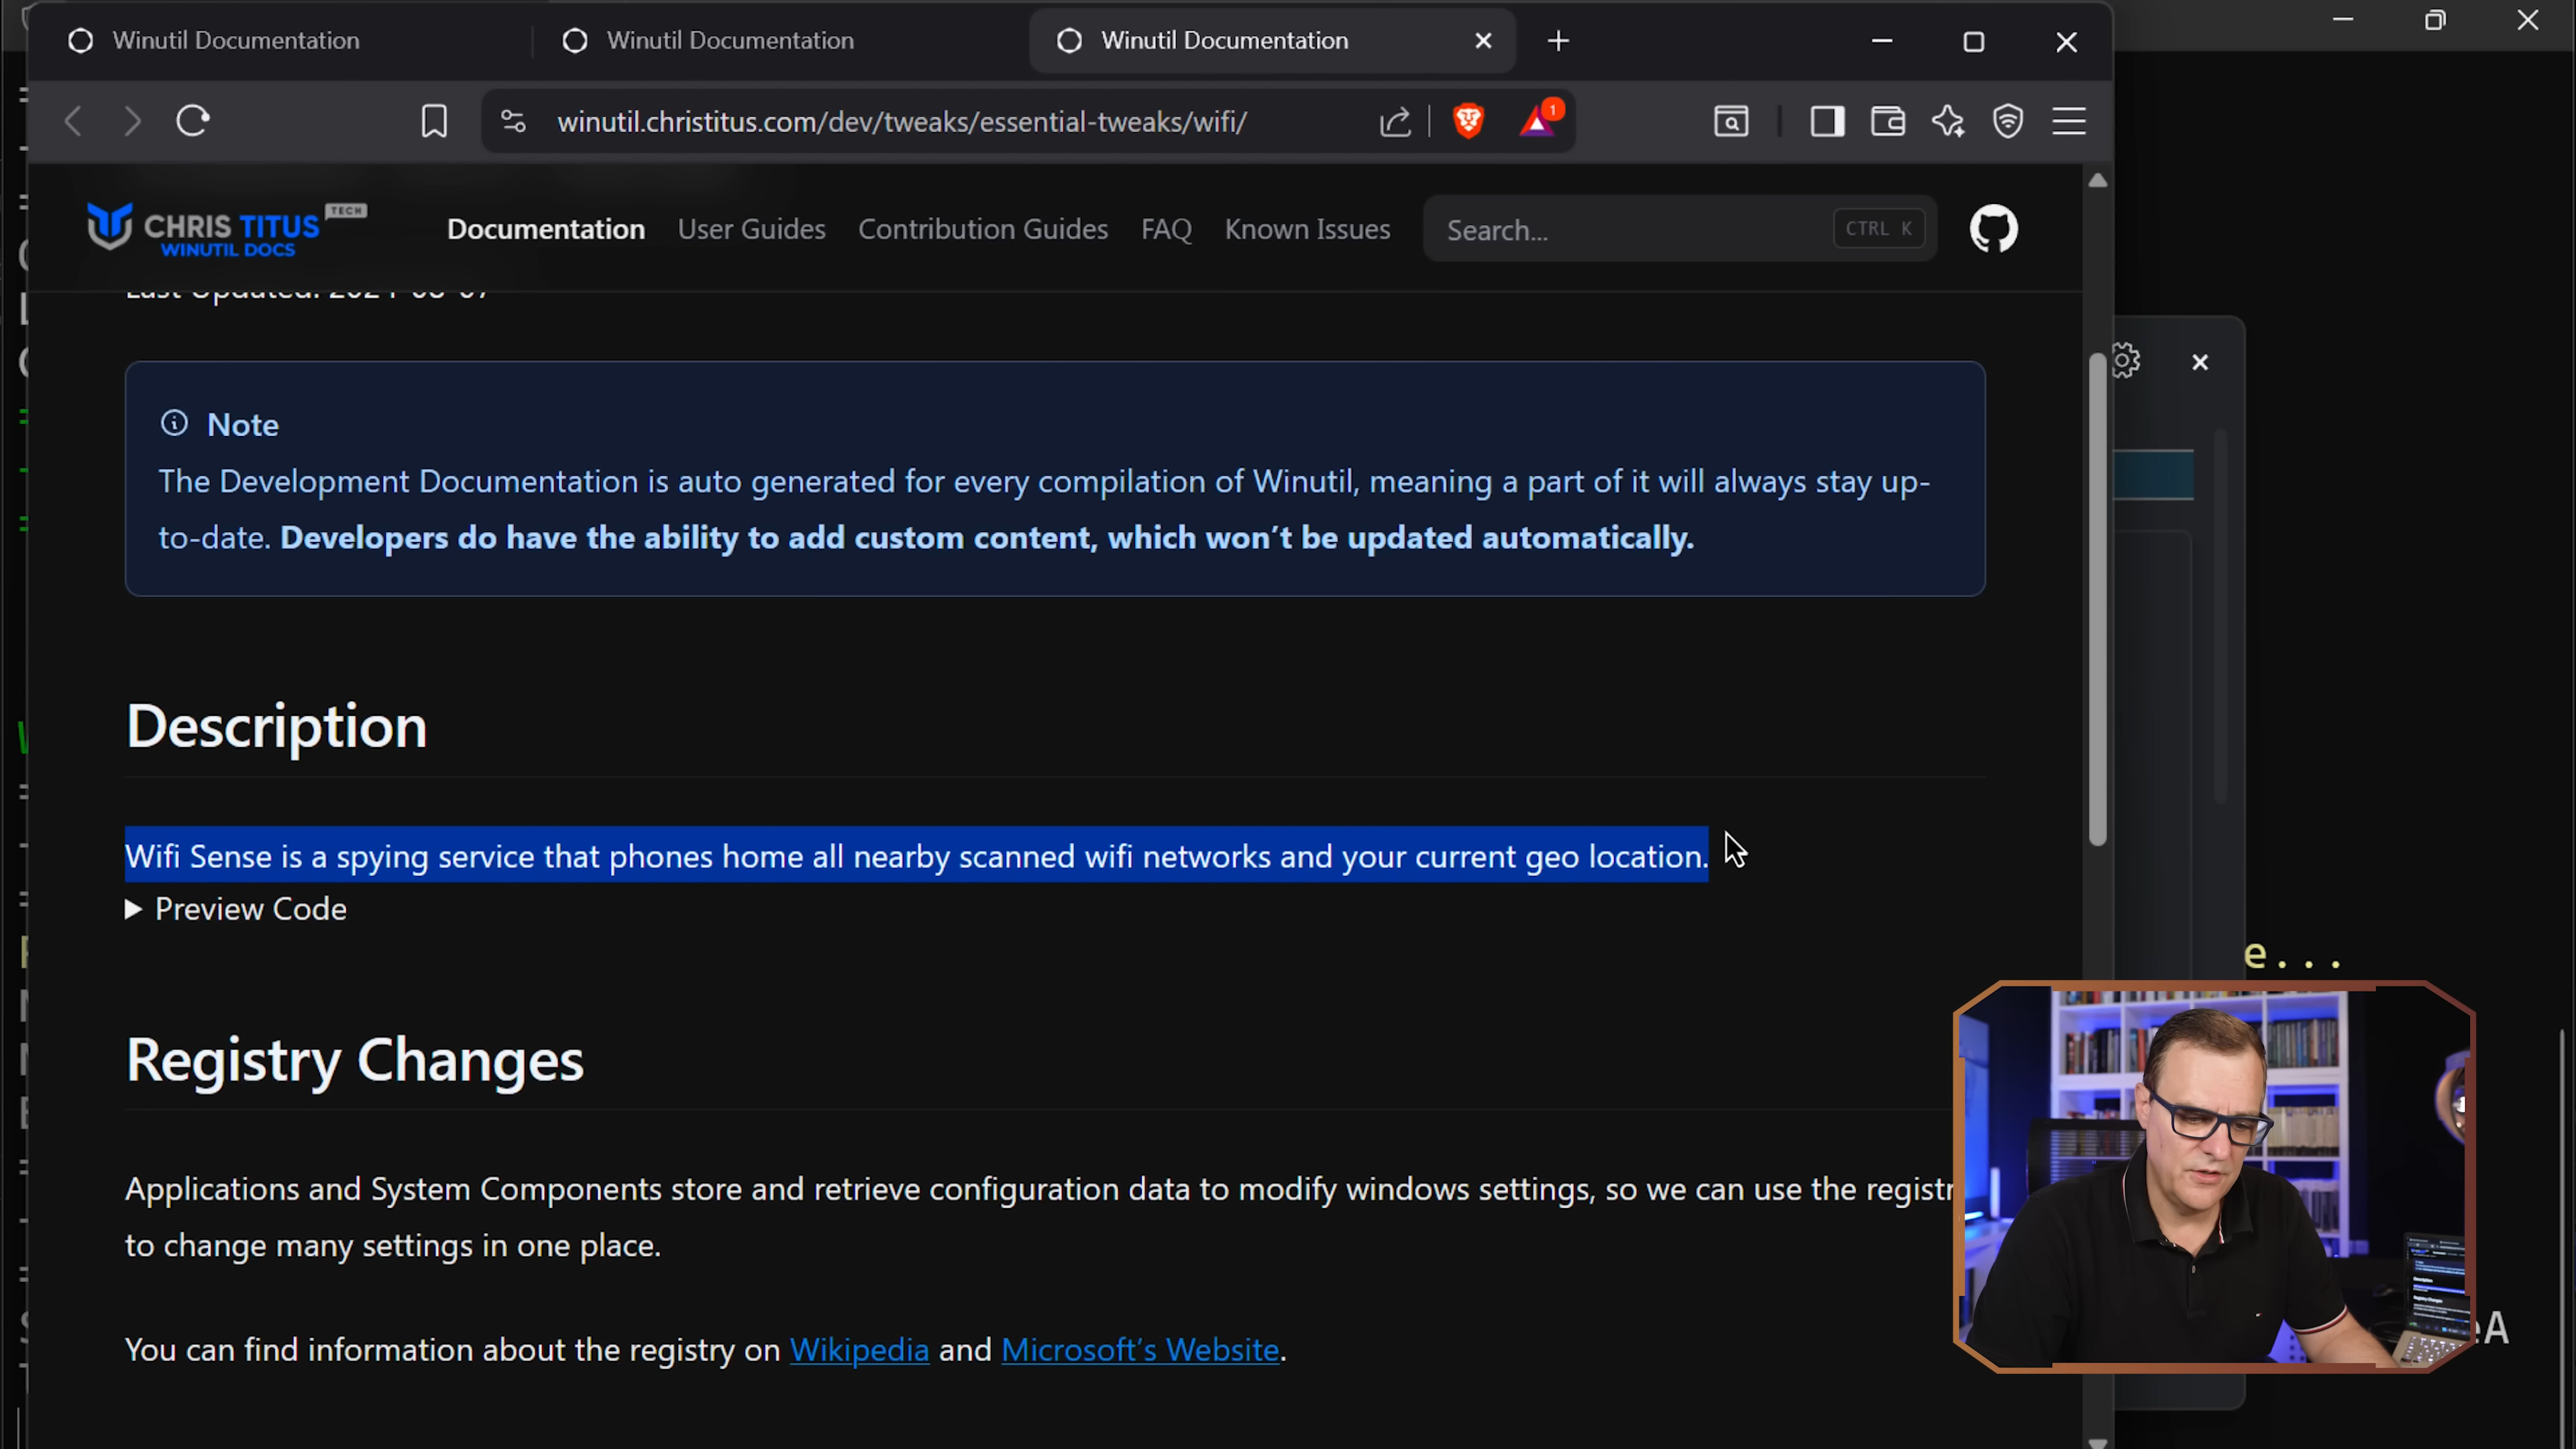 Winutil Documentation
Winutil Documentation
Winutil Documentation
winutil.christitus.com/dev/tweaks/essential-tweaks/wifi/
1
CHRIS TITUS TECH
WINUTIL DOCS
Documentation
User Guides
Contribution Guides
FAQ
Known Issues
Search...
CTRL K
Note
The Development Documentation is auto generated for every compilation of Winutil, meaning a part of it will always stay up-
to-date. Developers do have the ability to add custom content, which won’t be updated automatically.
Description
Wifi Sense is a spying service that phones home all nearby scanned wifi networks and your current geo location.
Preview Code
e...
Registry Changes
Applications and System Components store and retrieve configuration data to modify windows settings, so we can use the registr
to change many settings in one place.
You can find information about the registry on Wikipedia and Microsoft’s Website.